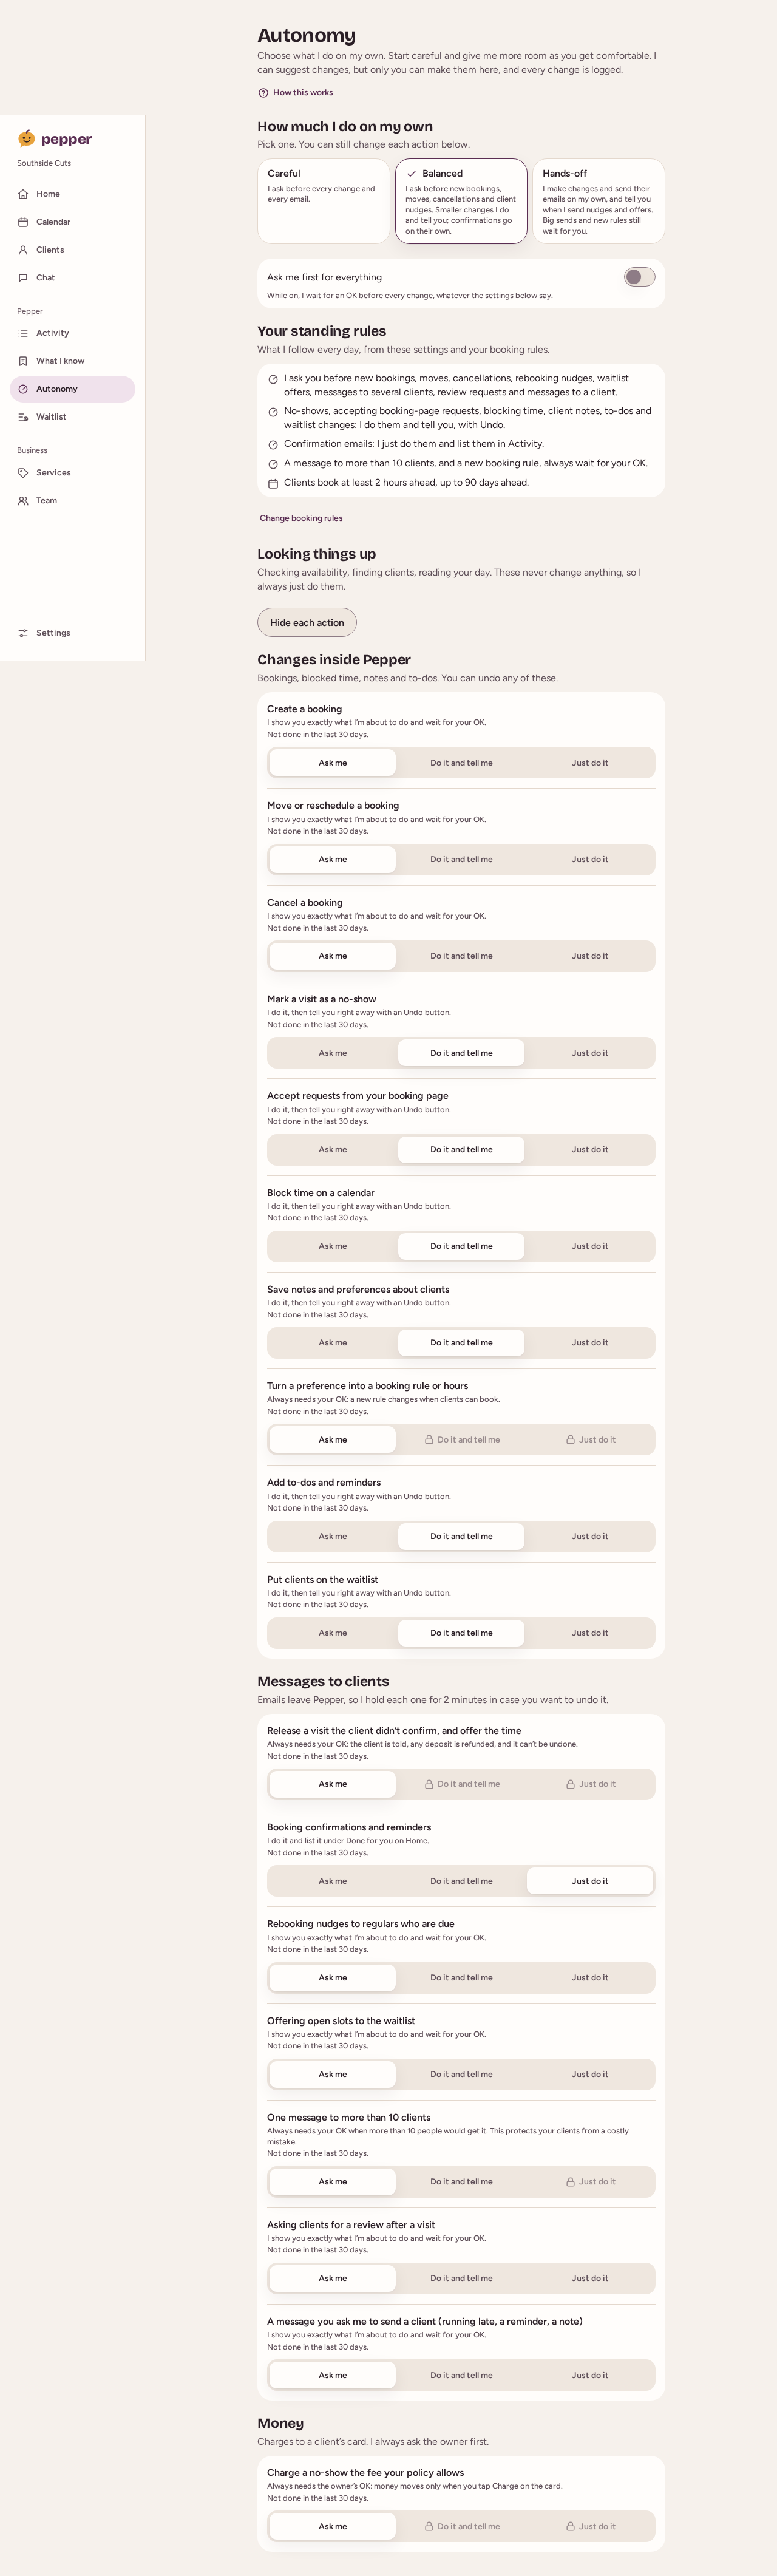 Autonomy
Choose what I do on my own. Start careful and give me more room as you get comfortable. I
can suggest changes, but only you can make them here, and every change is logged.
How this works
pepper
Southside Cuts
Home
Calendar
Clients
Chat
Pepper
Activity
What I know
Autonomy
Waitlist
Business
Services
Team
Settings
How much I do on my own
Pick one. You can still change each action below.
Careful
I ask before every change and
every email.
Balanced
I ask before new bookings,
moves, cancellations and client
nudges. Smaller changes I do
and tell you; confirmations go
on their own.
Hands-off
I make changes and send their
emails on my own, and tell you
when I send nudges and offers.
Big sends and new rules still
wait for you.
Ask me first for everything
While on, I wait for an OK before every change, whatever the settings below say.
Your standing rules
What I follow every day, from these settings and your booking rules.
I ask you before new bookings, moves, cancellations, rebooking nudges, waitlist
offers, messages to several clients, review requests and messages to a client.
No-shows, accepting booking-page requests, blocking time, client notes, to-dos and
waitlist changes: I do them and tell you, with Undo.
Confirmation emails: I just do them and list them in Activity.
A message to more than 10 clients, and a new booking rule, always wait for your OK.
Clients book at least 2 hours ahead, up to 90 days ahead.
Change booking rules
Looking things up
Checking availability, finding clients, reading your day. These never change anything, so I
always just do them.
Hide each action
Changes inside Pepper
Bookings, blocked time, notes and to-dos. You can undo any of these.
Create a booking
I show you exactly what I'm about to do and wait for your OK.
Not done in the last 30 days.
Ask me Do it and tell me Just do it
Move or reschedule a booking
I show you exactly what I'm about to do and wait for your OK.
Not done in the last 30 days.
Ask me Do it and tell me Just do it
Cancel a booking
I show you exactly what I'm about to do and wait for your OK.
Not done in the last 30 days.
Ask me Do it and tell me Just do it
Mark a visit as a no-show
I do it, then tell you right away with an Undo button.
Not done in the last 30 days.
Ask me Do it and tell me Just do it
Accept requests from your booking page
I do it, then tell you right away with an Undo button.
Not done in the last 30 days.
Ask me Do it and tell me Just do it
Block time on a calendar
I do it, then tell you right away with an Undo button.
Not done in the last 30 days.
Ask me Do it and tell me Just do it
Save notes and preferences about clients
I do it, then tell you right away with an Undo button.
Not done in the last 30 days.
Ask me Do it and tell me Just do it
Turn a preference into a booking rule or hours
Always needs your OK: a new rule changes when clients can book.
Not done in the last 30 days.
Ask me Do it and tell me Just do it
Add to-dos and reminders
I do it, then tell you right away with an Undo button.
Not done in the last 30 days.
Ask me Do it and tell me Just do it
Put clients on the waitlist
I do it, then tell you right away with an Undo button.
Not done in the last 30 days.
Ask me Do it and tell me Just do it
Messages to clients
Emails leave Pepper, so I hold each one for 2 minutes in case you want to undo it.
Release a visit the client didn't confirm, and offer the time
Always needs your OK: the client is told, any deposit is refunded, and it can't be undone.
Not done in the last 30 days.
Ask me Do it and tell me Just do it
Booking confirmations and reminders
I do it and list it under Done for you on Home.
Not done in the last 30 days.
Ask me Do it and tell me Just do it
Rebooking nudges to regulars who are due
I show you exactly what I'm about to do and wait for your OK.
Not done in the last 30 days.
Ask me Do it and tell me Just do it
Offering open slots to the waitlist
I show you exactly what I'm about to do and wait for your OK.
Not done in the last 30 days.
Ask me Do it and tell me Just do it
One message to more than 10 clients
Always needs your OK when more than 10 people would get it. This protects your clients from a costly
mistake.
Not done in the last 30 days.
Ask me Do it and tell me Just do it
Asking clients for a review after a visit
I show you exactly what I'm about to do and wait for your OK.
Not done in the last 30 days.
Ask me Do it and tell me Just do it
A message you ask me to send a client (running late, a reminder, a note)
I show you exactly what I'm about to do and wait for your OK.
Not done in the last 30 days.
Ask me Do it and tell me Just do it
Money
Charges to a client's card. I always ask the owner first.
Charge a no-show the fee your policy allows
Always needs the owner's OK: money moves only when you tap Charge on the card.
Not done in the last 30 days.
Ask me Do it and tell me Just do it